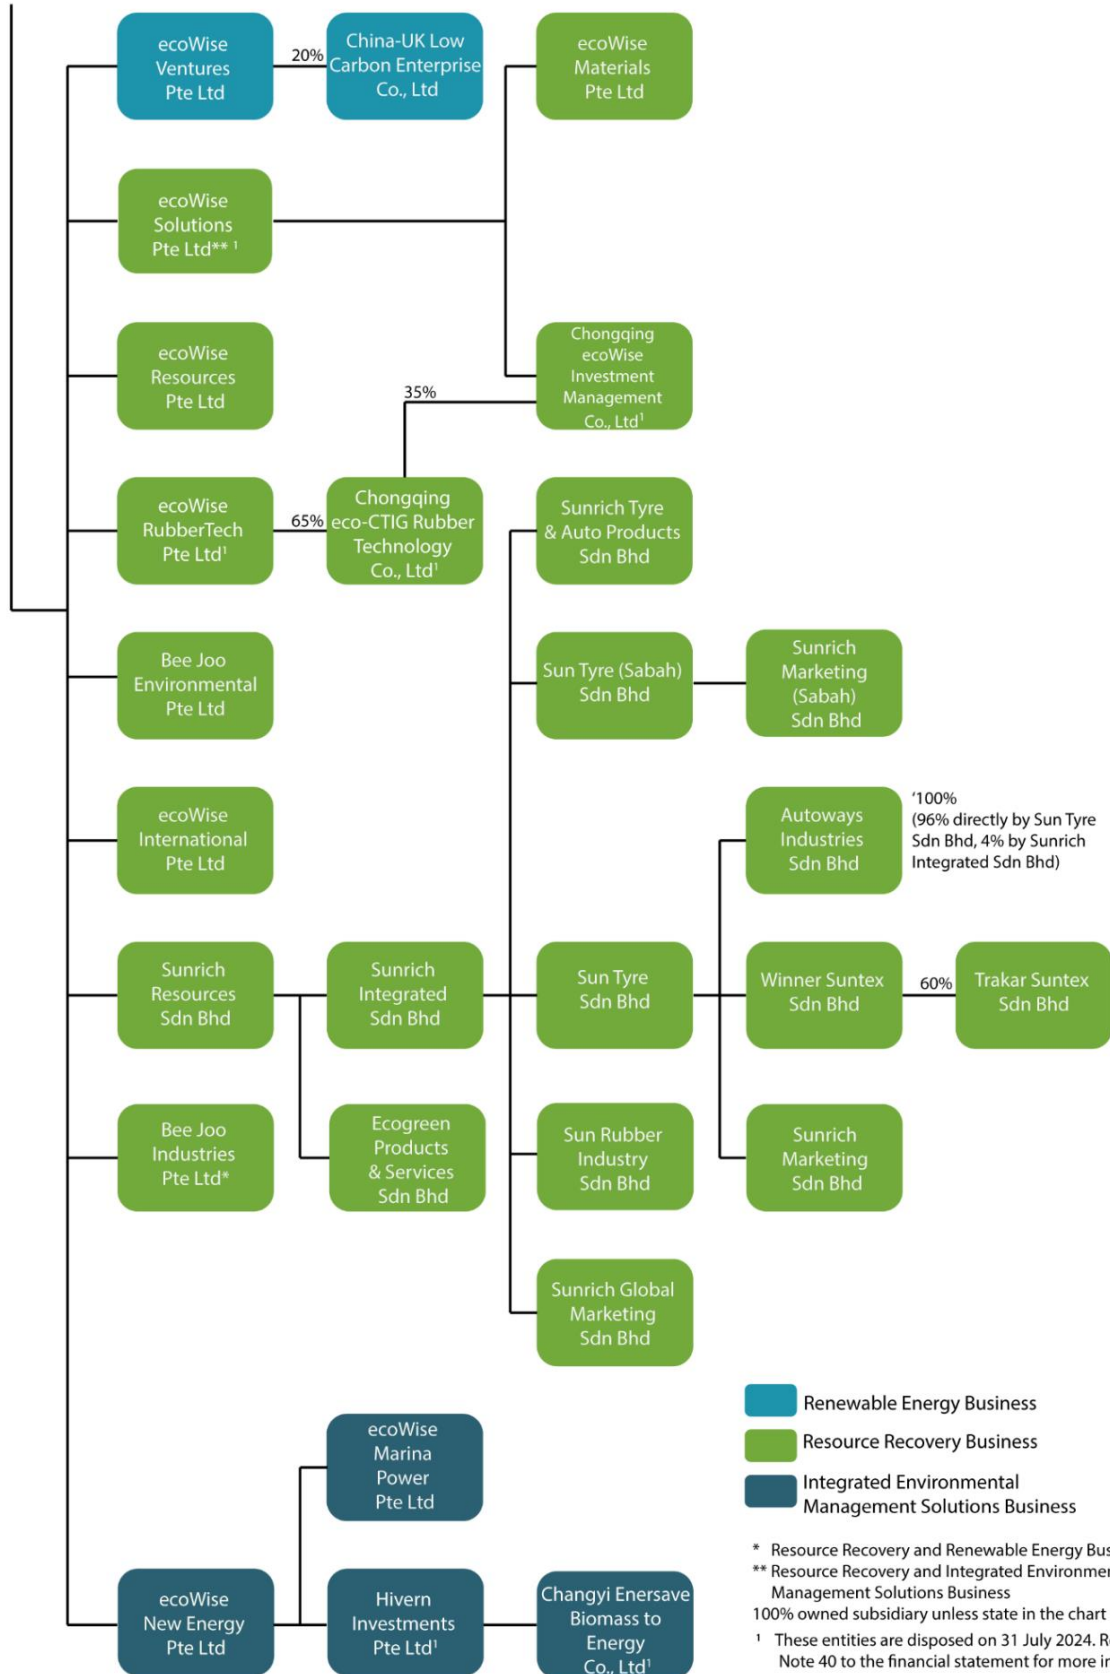 ecoWise
Ventures
Pte Ltd
20%
China-UK Low
Carbon Enterprise
Co., Ltd
ecoWise
Materials
Pte Ltd
ecoWise
Solutions
Pte Ltd** ¹
ecoWise
Resources
Pte Ltd
35%
Chongqing
ecoWise
Investment
Management
Co., Ltd¹
ecoWise
RubberTech
Pte Ltd¹
65%
Chongqing
eco-CTIG Rubber
Technology
Co., Ltd¹
Sunrich Tyre
& Auto Products
Sdn Bhd
Bee Joo
Environmental
Pte Ltd
Sun Tyre (Sabah)
Sdn Bhd
Sunrich
Marketing
(Sabah)
Sdn Bhd
ecoWise
International
Pte Ltd
Autoways
Industries
Sdn Bhd
‘100%
(96% directly by Sun Tyre
Sdn Bhd, 4% by Sunrich
Integrated Sdn Bhd)
Sunrich
Resources
Sdn Bhd
Sunrich
Integrated
Sdn Bhd
Sun Tyre
Sdn Bhd
Winner Suntex
Sdn Bhd
60%
Trakar Suntex
Sdn Bhd
Bee Joo
Industries
Pte Ltd*
Ecogreen
Products
& Services
Sdn Bhd
Sun Rubber
Industry
Sdn Bhd
Sunrich
Marketing
Sdn Bhd
Sunrich Global
Marketing
Sdn Bhd
ecoWise
Marina
Power
Pte Ltd
ecoWise
New Energy
Pte Ltd
Hivern
Investments
Pte Ltd¹
Changyi Enersave
Biomass to
Energy
Co., Ltd¹
Renewable Energy Business
Resource Recovery Business
Integrated Environmental
Management Solutions Business
* Resource Recovery and Renewable Energy
** Resource Recovery and Integrated
Management Solutions Business
100% owned subsidiary unless state in the chart
¹ These entities are disposed on 31 July 2024.
Note 40 to the financial statement for more